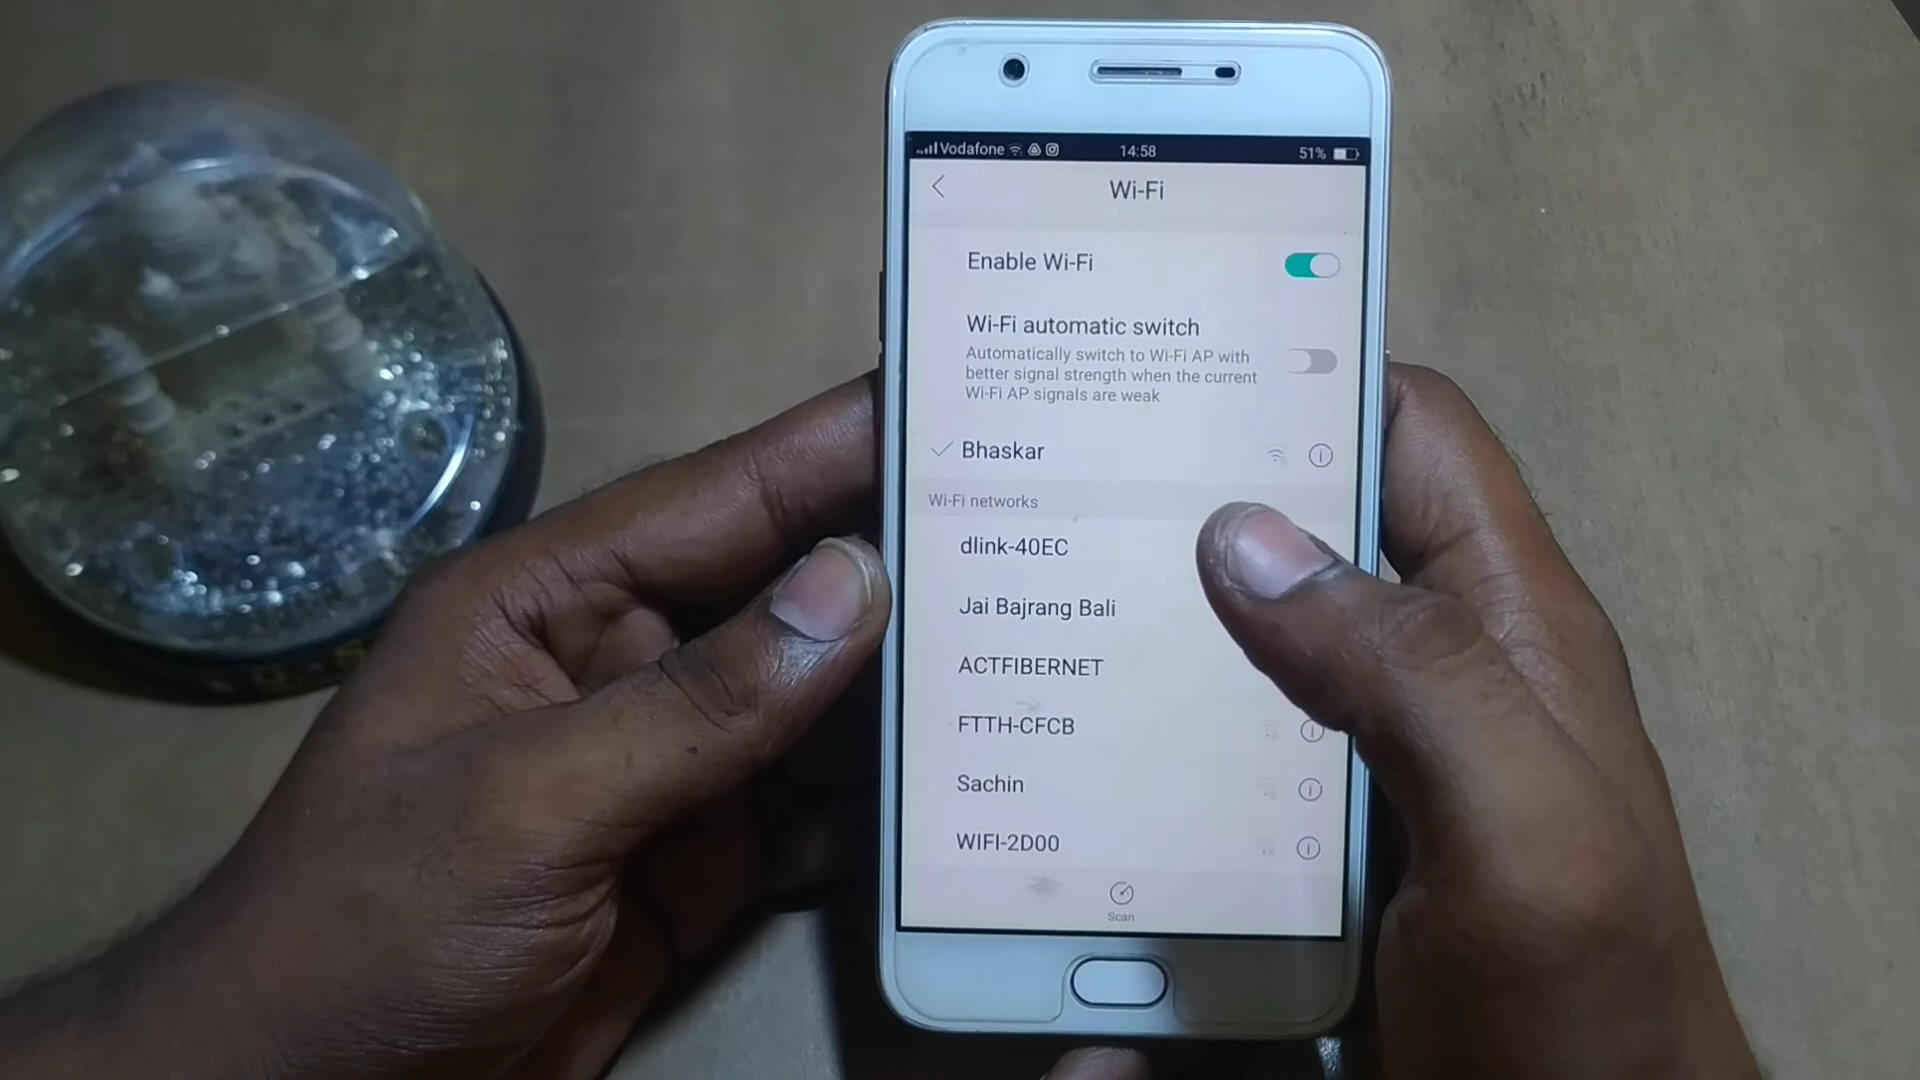 Vodafone 14:58 51%
Wi-Fi
Enable Wi-Fi
Wi-Fi automatic switch
Automatically switch to Wi-Fi AP with
better signal strength when the current
Wi-Fi AP signals are weak
Bhaskar
Wi-Fi networks
dlink-40EC
Jai Bajrang Bali
ACTFIBERNET
FTTH-CFCB
Sachin
WIFI-2D00
Scan